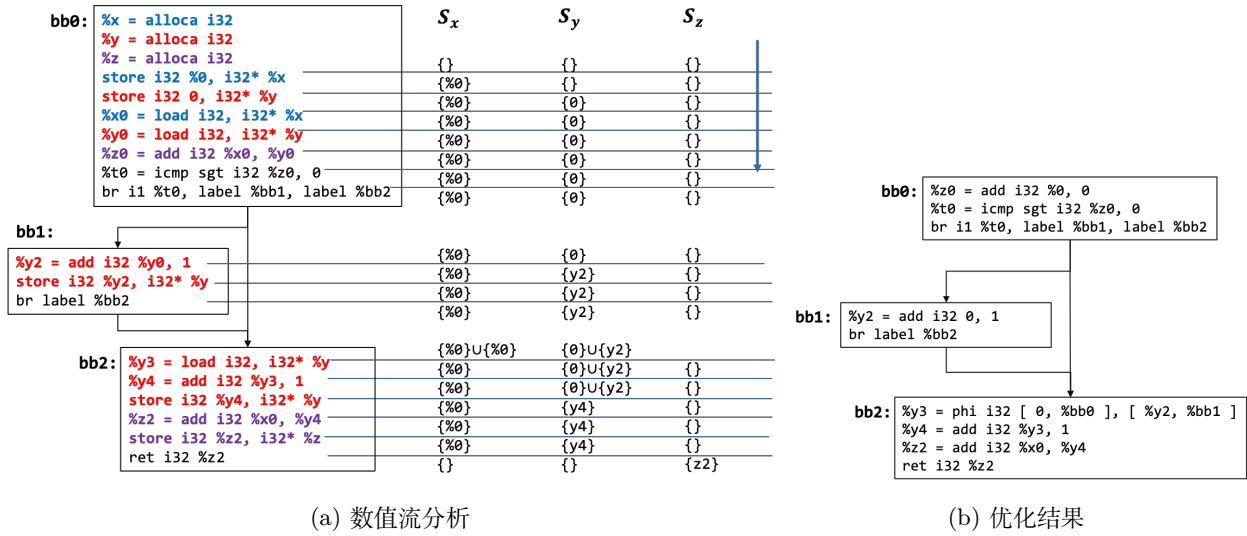 S_x S_y S_z
bb0:
%x = alloca i32
%y = alloca i32
%z = alloca i32
{} {} {}
store i32 %0, i32* %x
{%0} {} {}
store i32 0, i32* %y
{%0} {0} {}
%x0 = load i32, i32* %x
{%0} {0} {}
%y0 = load i32, i32* %y
{%0} {0} {}
%z0 = add i32 %x0, %y0
{%0} {0} {}
%t0 = icmp sgt i32 %z0, 0
{%0} {0} {}
br i1 %t0, label %bb1, label %bb2
{%0} {0} {}
bb1:
{%0} {0} {}
%y2 = add i32 %y0, 1
{%0} {y2} {}
store i32 %y2, i32* %y
{%0} {y2} {}
br label %bb2
{%0} {y2} {}
bb2:
{%0}∪{%0} {0}∪{y2}
%y3 = load i32, i32* %y
{%0} {0}∪{y2} {}
%y4 = add i32 %y3, 1
{%0} {0}∪{y2} {}
store i32 %y4, i32* %y
{%0} {y4} {}
%z2 = add i32 %x0, %y4
{%0} {y4} {}
store i32 %z2, i32* %z
{%0} {y4} {}
ret i32 %z2
{} {} {z2}
(a) 数值流分析
bb0:
%z0 = add i32 %0, 0
%t0 = icmp sgt i32 %z0, 0
br i1 %t0, label %bb1, label %bb2
bb1:
%y2 = add i32 0, 1
br label %bb2
bb2:
%y3 = phi i32 [ 0, %bb0 ], [ %y2, %bb1 ]
%y4 = add i32 %y3, 1
%z2 = add i32 %x0, %y4
ret i32 %z2
(b) 优化结果